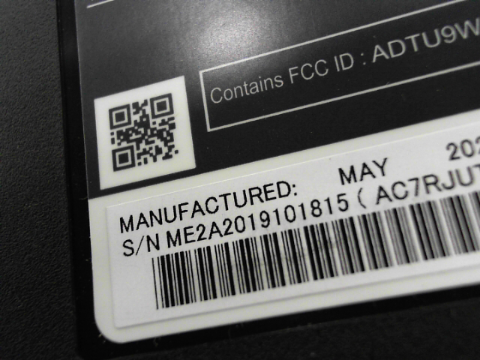 Contains FCC ID : ADTU9W
MANUFACTURED: MAY 202
S/N ME2A2019101815 ( AC7RJUT